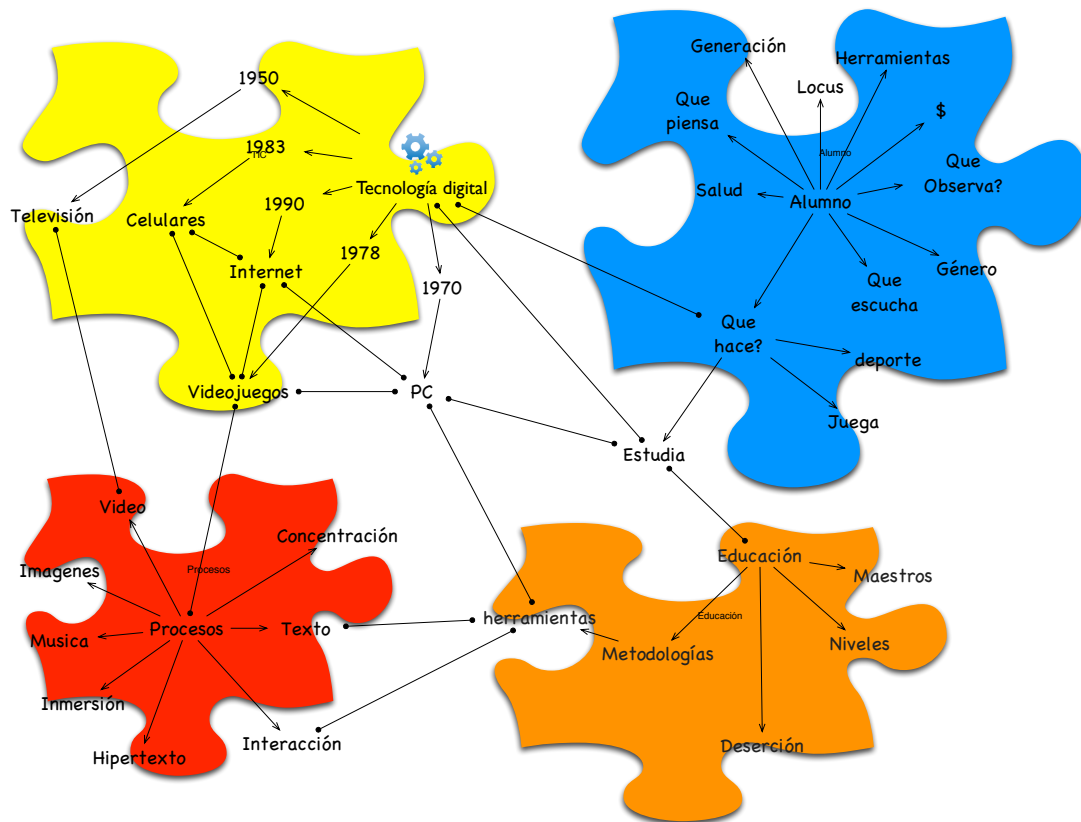 Generación
Herramientas
Locus
Que
piensa
$
Alumno
Que
Observa?
Salud
Alumno
Género
Que
escucha
Que
hace?
deporte
Juega
Estudia
1950
1983
TIC
Tecnología digital
1990
Televisión
Celulares
1978
Internet
1970
Videojuegos
PC
Video
Concentración
Imagenes
Procesos
Musica
Procesos
Texto
Inmersión
Hipertexto
Interacción
Educación
Maestros
herramientas
Educación
Metodologías
Niveles
Deserción